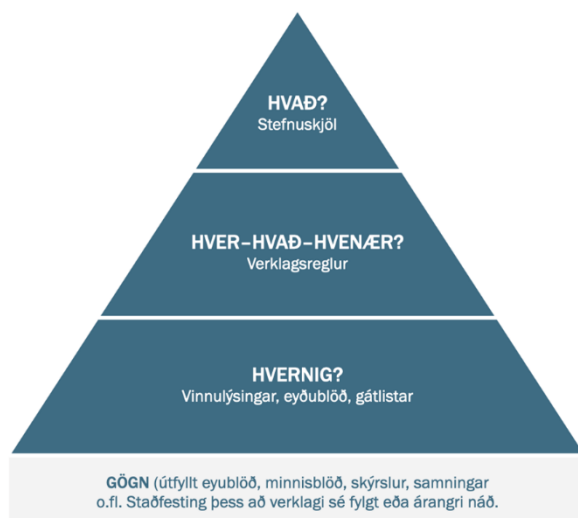 HVAÐ?
Stefnuskjöl
HVER–HVAÐ–HVENÆR?
Verklagsreglur
HVERNIG?
Vinnulýsingar, eyðublöð, gátlistar
GÖGN (útfyllt eyublöð, minnisblöð, skýrslur, samningar
o.fl. Staðfesting þess að verklagi sé fylgt eða árangri náð.